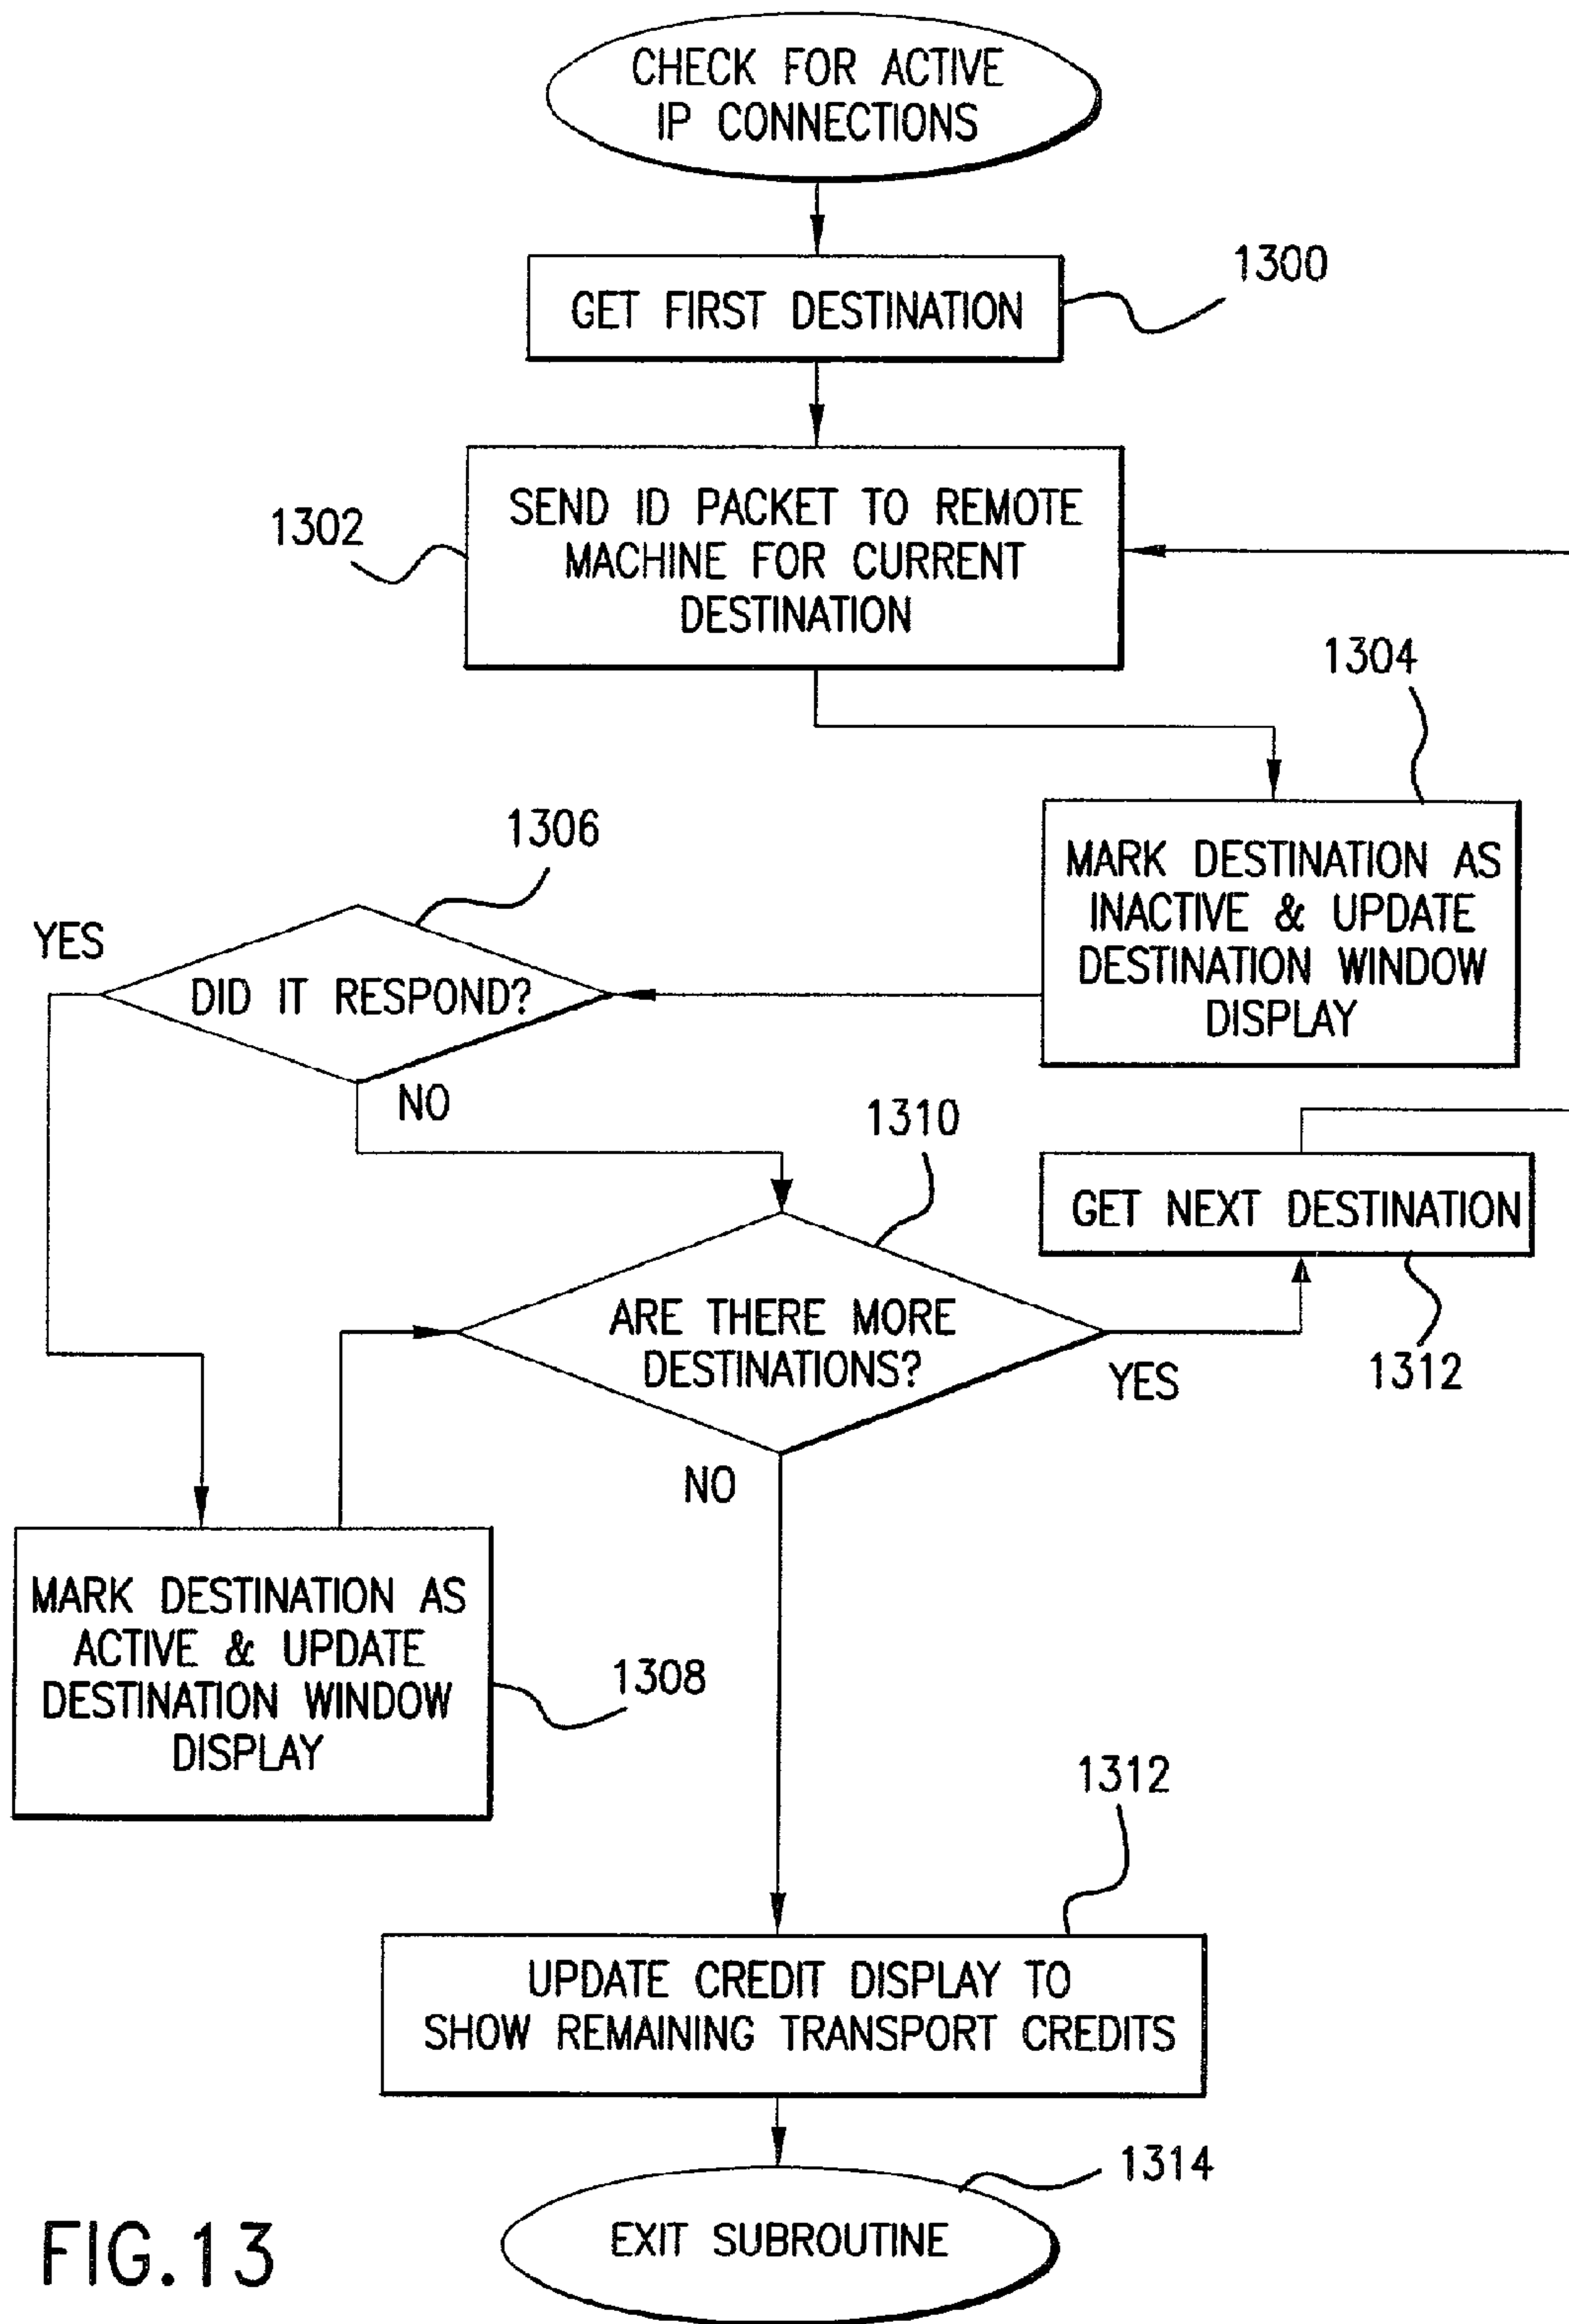 CHECK FOR ACTIVE
IP CONNECTIONS
1300
GET FIRST DESTINATION
1302
SEND ID PACKET TO REMOTE
MACHINE FOR CURRENT
DESTINATION
1304
MARK DESTINATION AS
INACTIVE & UPDATE
DESTINATION WINDOW
DISPLAY
1306
YES
DID IT RESPOND?
NO
1310
GET NEXT DESTINATION
1312
ARE THERE MORE
DESTINATIONS?
YES
NO
MARK DESTINATION AS
ACTIVE & UPDATE
DESTINATION WINDOW
DISPLAY
1308
1312
UPDATE CREDIT DISPLAY TO
SHOW REMAINING TRANSPORT CREDITS
1314
EXIT SUBROUTINE
FIG.13